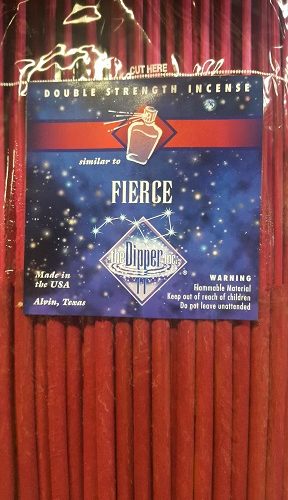 CUT HERE
DOUBLE STRENGTH INCENSE
similar to
FIERCE
The Dipper
®
Made in
the USA
Alvin, Texas
WARNING
Flammable Material
Keep out of reach of children
Do not leave unattended